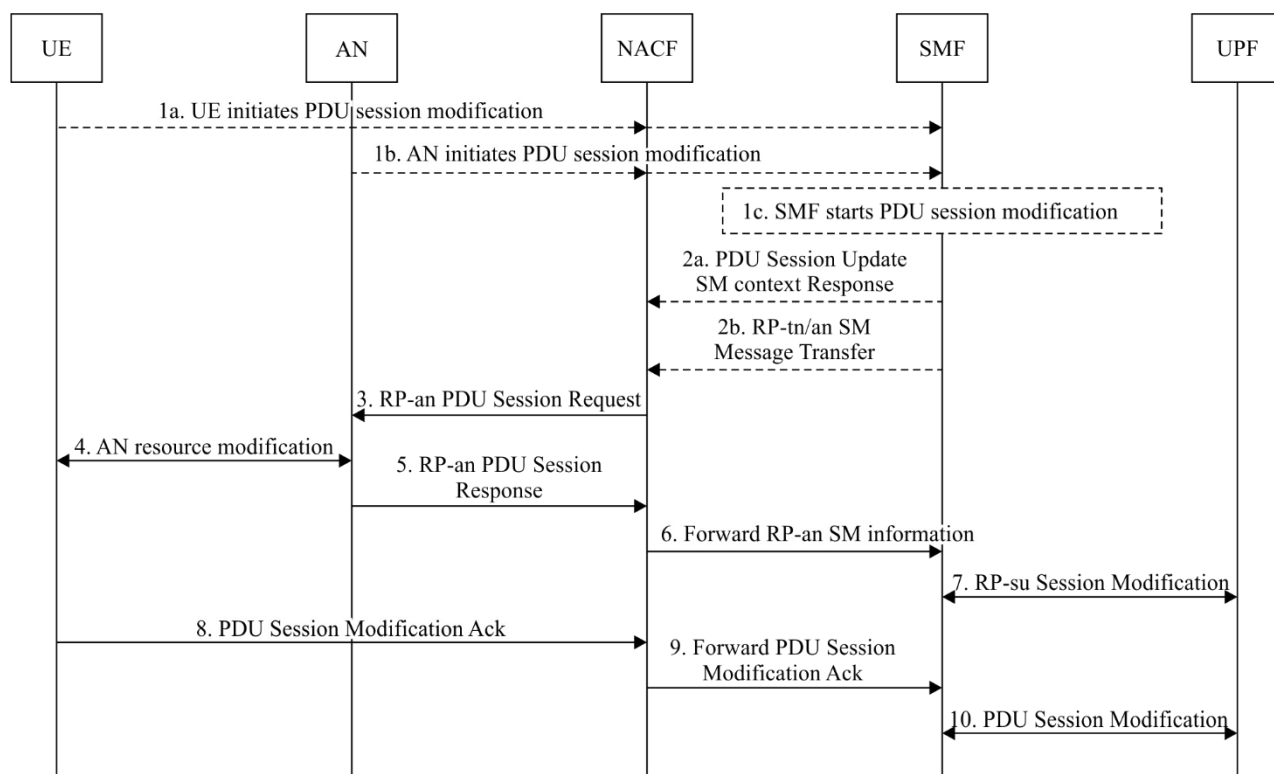 UE
AN
NACF
SMF
UPF
1a. UE initiates PDU session modification
1b. AN initiates PDU session modification
1c. SMF starts PDU session modification
2a. PDU Session Update
SM context Response
2b. RP-tn/an SM
Message Transfer
3. RP-an PDU Session Request
4. AN resource modification
5. RP-an PDU Session
Response
6. Forward RP-an SM information
7. RP-su Session Modification
8. PDU Session Modification Ack
9. Forward PDU Session
Modification Ack
10. PDU Session Modification